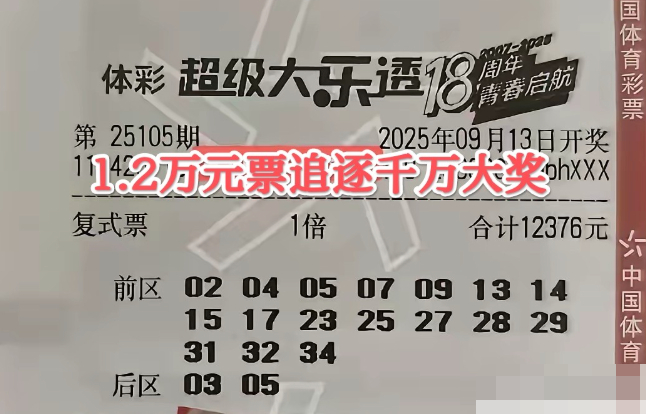 体彩 超级大乐透 18周年 2007-2025 青春启航
第 25105期 2025年09月13日开奖
1.2万元票追逐千万大奖
phXXX
复式票 1倍 合计12376元
前区 02 04 05 07 09 13 14
15 17 23 25 27 28 29
31 32 34
后区 03 05
国体育彩票
中国体育